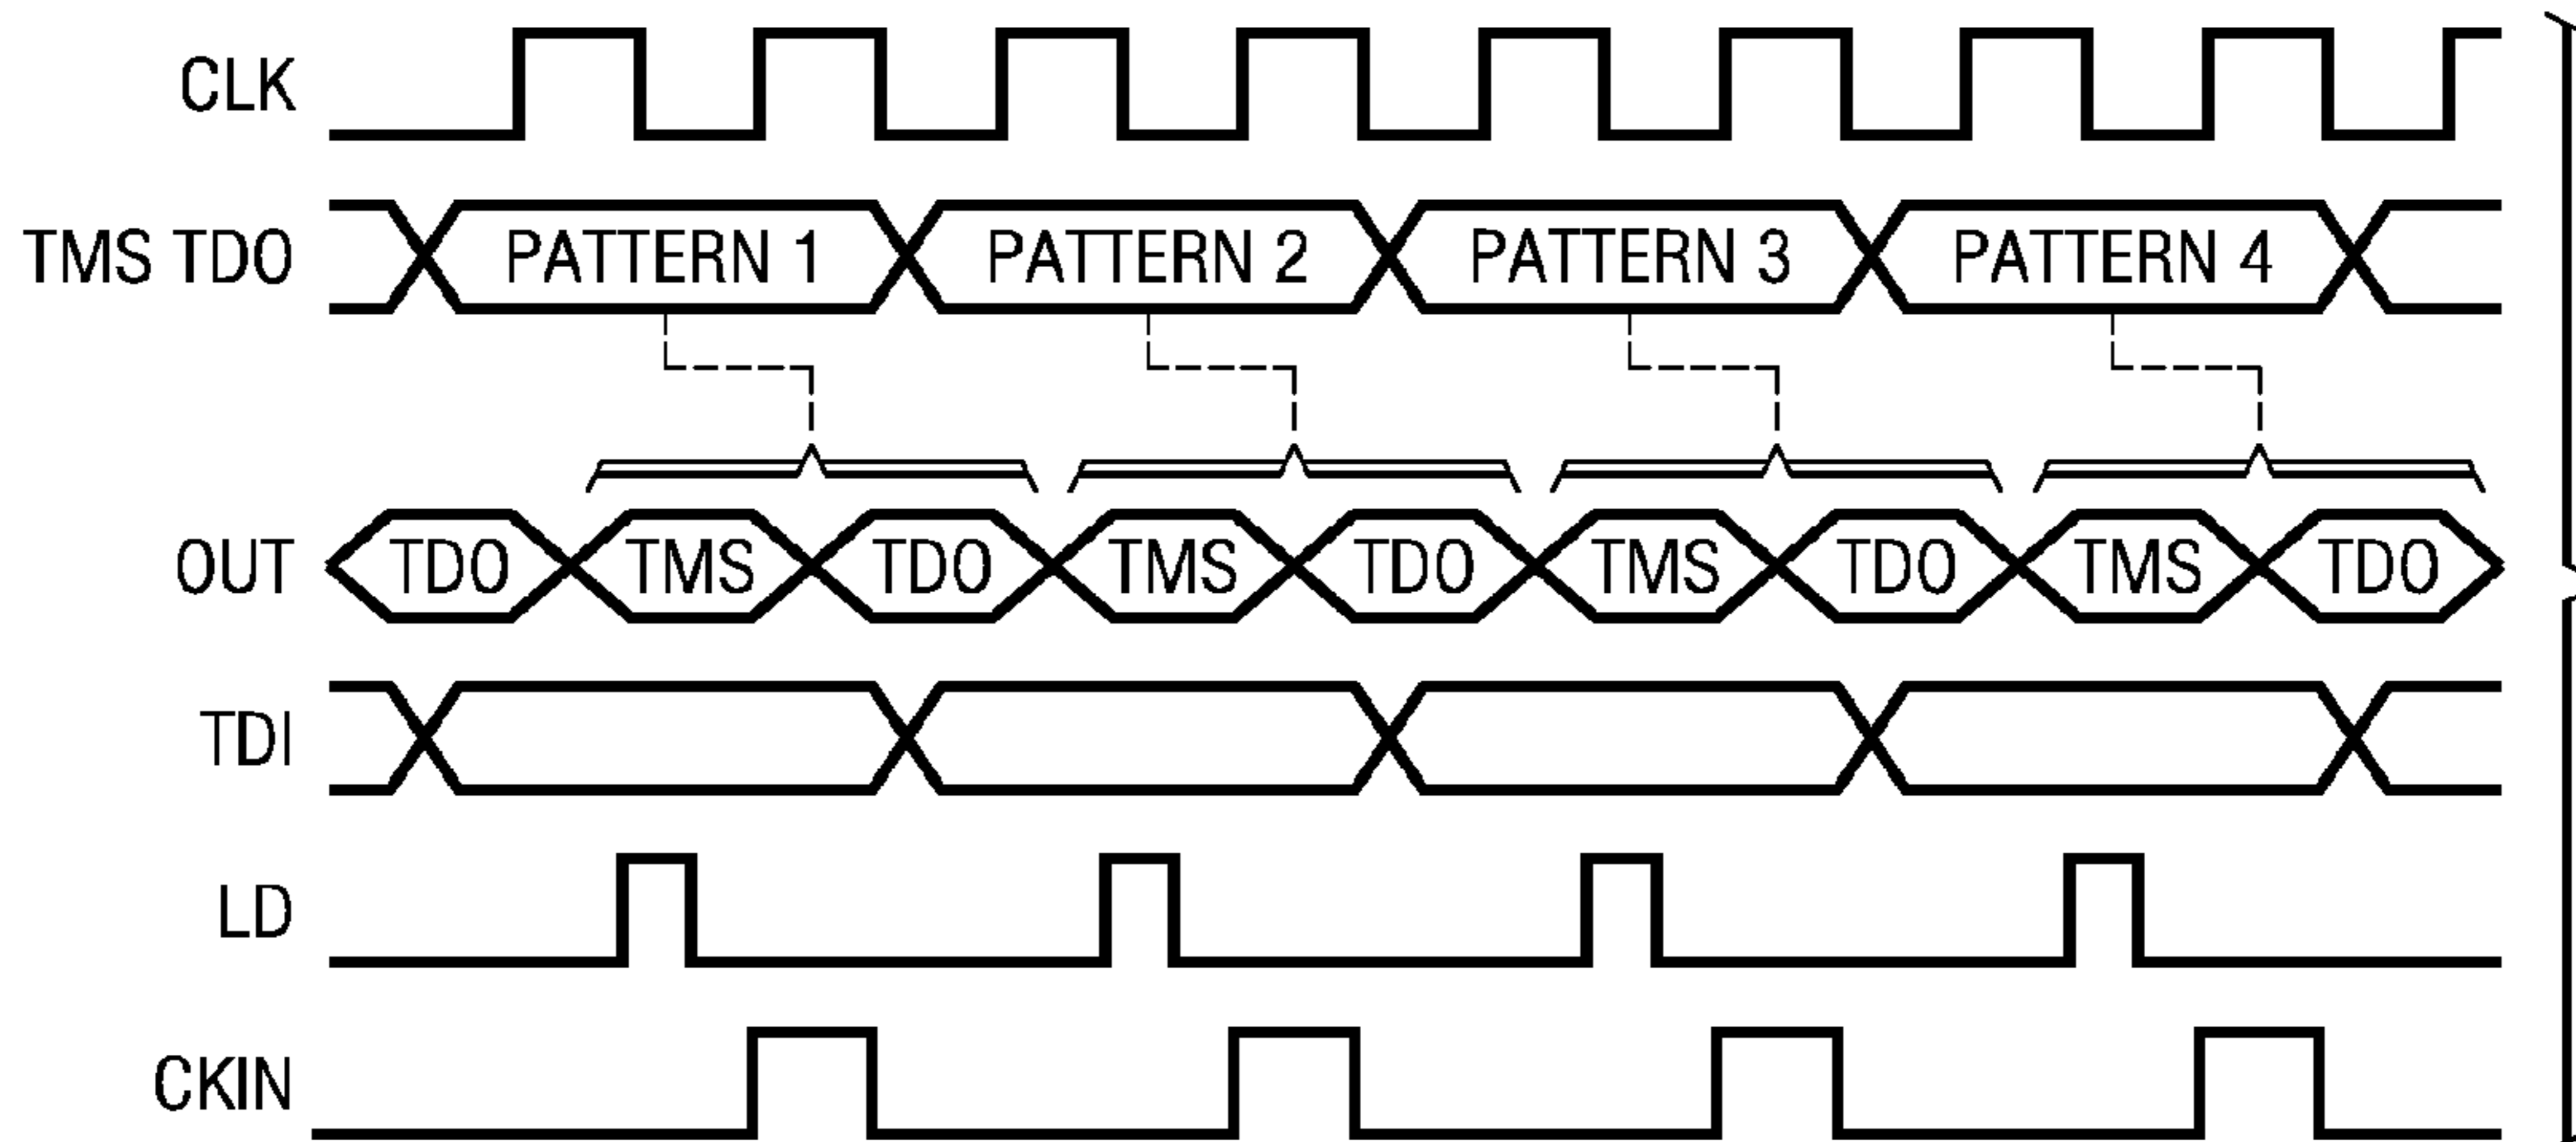 CLK
TMS TDO PATTERN 1 PATTERN 2 PATTERN 3 PATTERN 4
OUT TDO TMS TDO TMS TDO TMS TDO TMS TDO
TDI
LD
CKIN